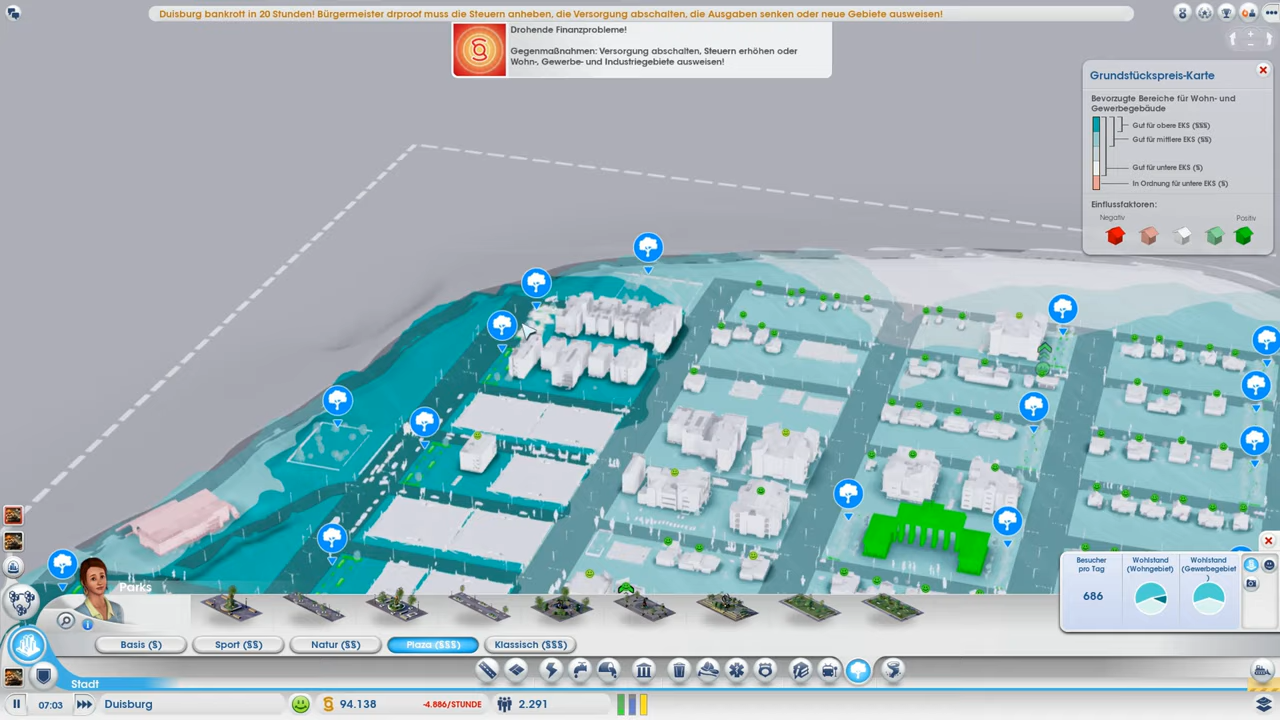 Duisburg bankrott in 20 Stunden! Bürgermeister drproof muss die Steuern anheben, die Versorgung abschalten, die Ausgaben senken oder neue Gebiete ausweisen!
Drohende Finanzprobleme!
Gegenmaßnahmen: Versorgung abschalten, Steuern erhöhen oder
Wohn-, Gewerbe- und Industriegebiete ausweisen!
Grundstückspreis-Karte
Bevorzugte Bereiche für Wohn- und
Gewerbegebäude
Gut für obere EKS (§§§)
Gut für mittlere EKS (§§)
Gut für untere EKS (§)
In Ordnung für untere EKS (§)
Einflussfaktoren:
Negativ
Positiv
Besucher
pro Tag
686
Wohlstand
(Wohngebiet)
Wohlstand
(Gewerbegebiet
)
Parks
Basis (§)
Sport (§§)
Natur (§§)
Plaza (§§§)
Klassisch (§§§)
Stadt
07:03
Duisburg
94.138
-4.886/STUNDE
2.291